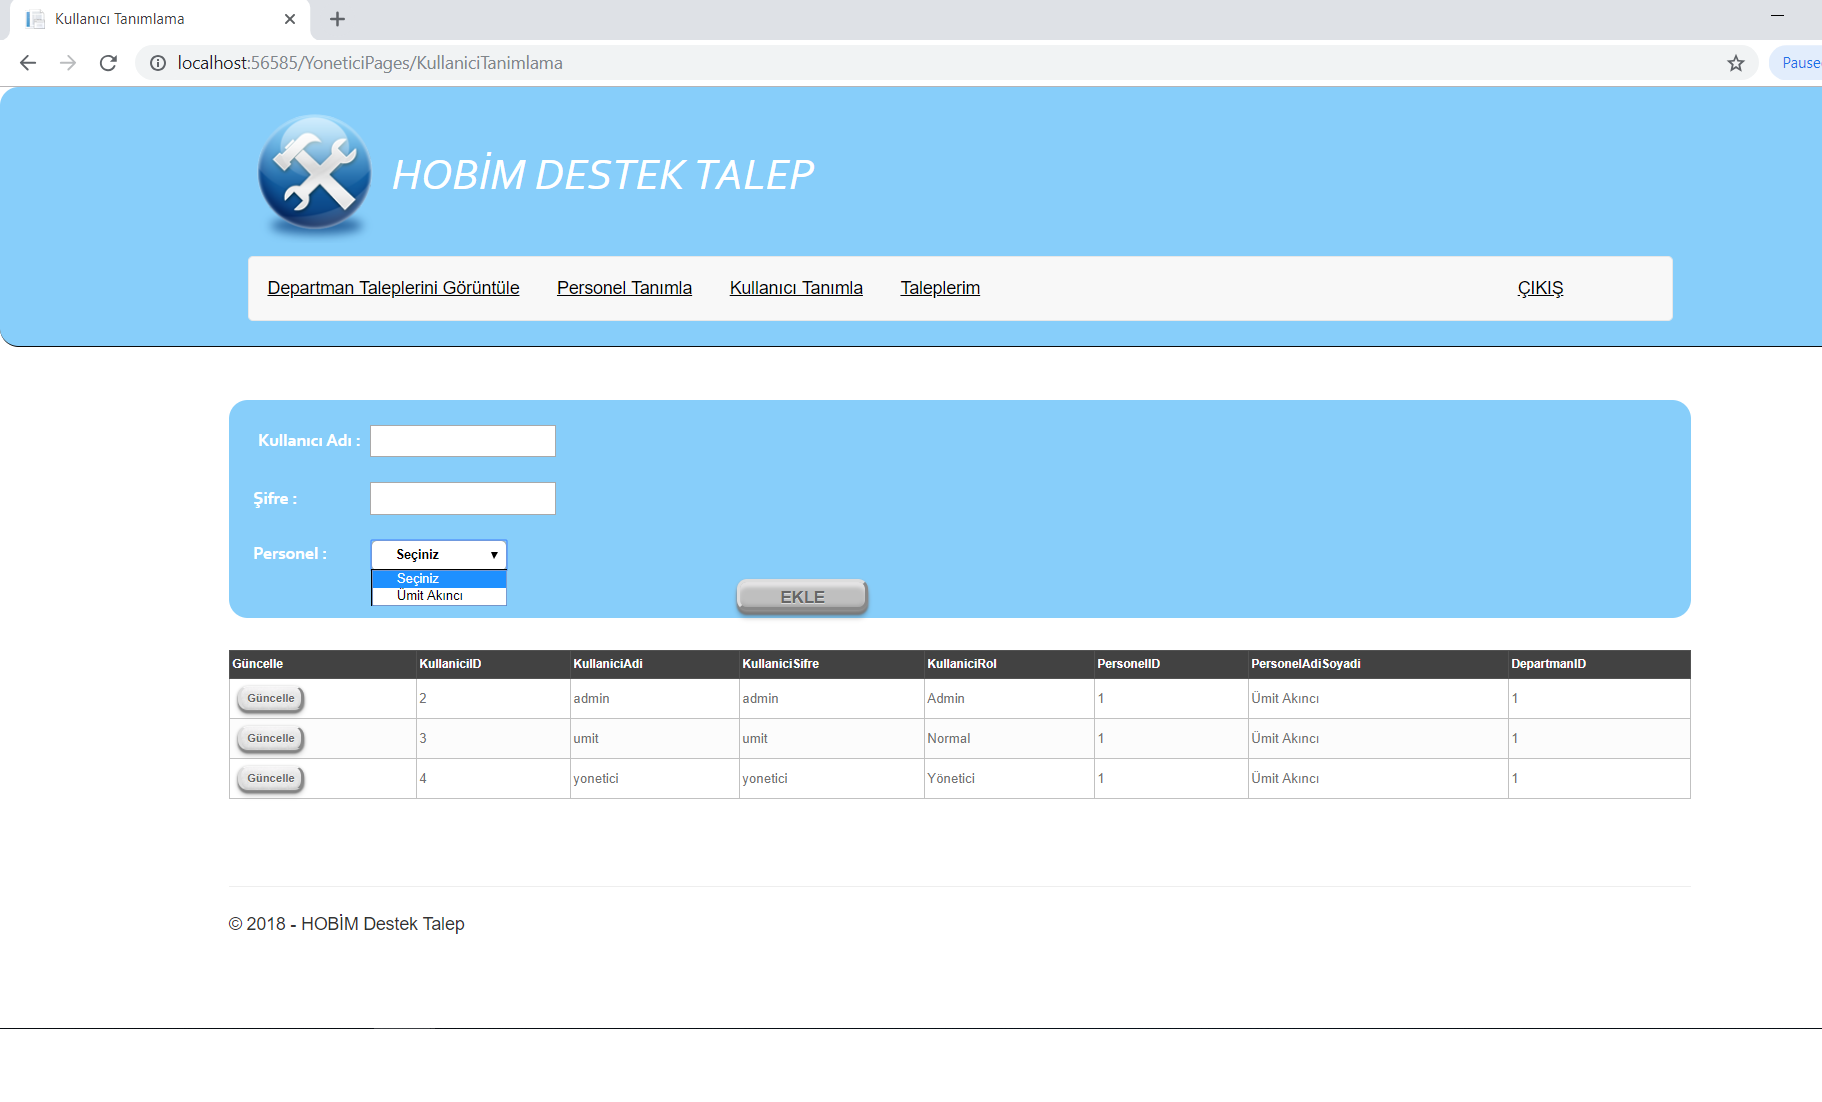 Kullanıcı Tanımlama
localhost:56585/YoneticiPages/KullaniciTanimlama
HOBİM DESTEK TALEP
Departman Taleplerini Görüntüle Personel Tanımla Kullanıcı Tanımla Taleplerim ÇIKIŞ
Kullanıcı Adı :
Şifre :
Personel : Seçiniz
Seçiniz
Ümit Akıncı
EKLE
Güncelle KullaniciID KullaniciAdi KullaniciSifre KullaniciRol PersonelID PersonelAdiSoyadi DepartmanID
Güncelle 2 admin admin Admin 1 Ümit Akıncı 1
Güncelle 3 umit umit Normal 1 Ümit Akıncı 1
Güncelle 4 yonetici yonetici Yönetici 1 Ümit Akıncı 1
© 2018 - HOBİM Destek Talep